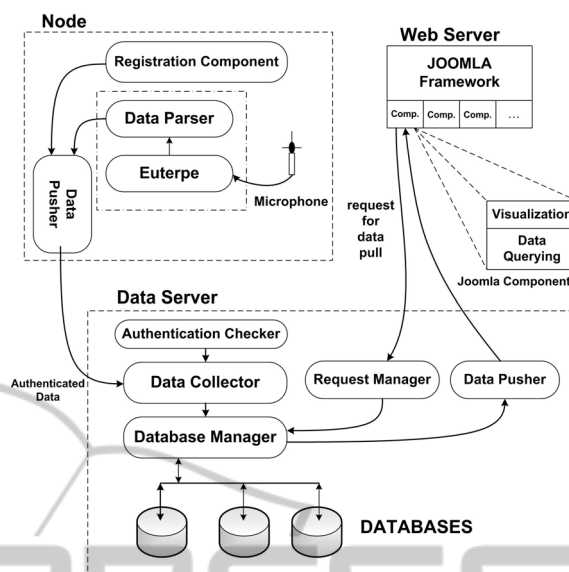 Node
Registration Component
Data Parser
Euterpe
Data
Pusher
Microphone
Web Server
JOOMLA
Framework
Comp. Comp. Comp. ...
request
for
data
pull
Visualization
Data
Querying
Joomla Component
Data Server
Authentication Checker
Authenticated
Data
Data Collector
Request Manager
Data Pusher
Database Manager
DATABASES